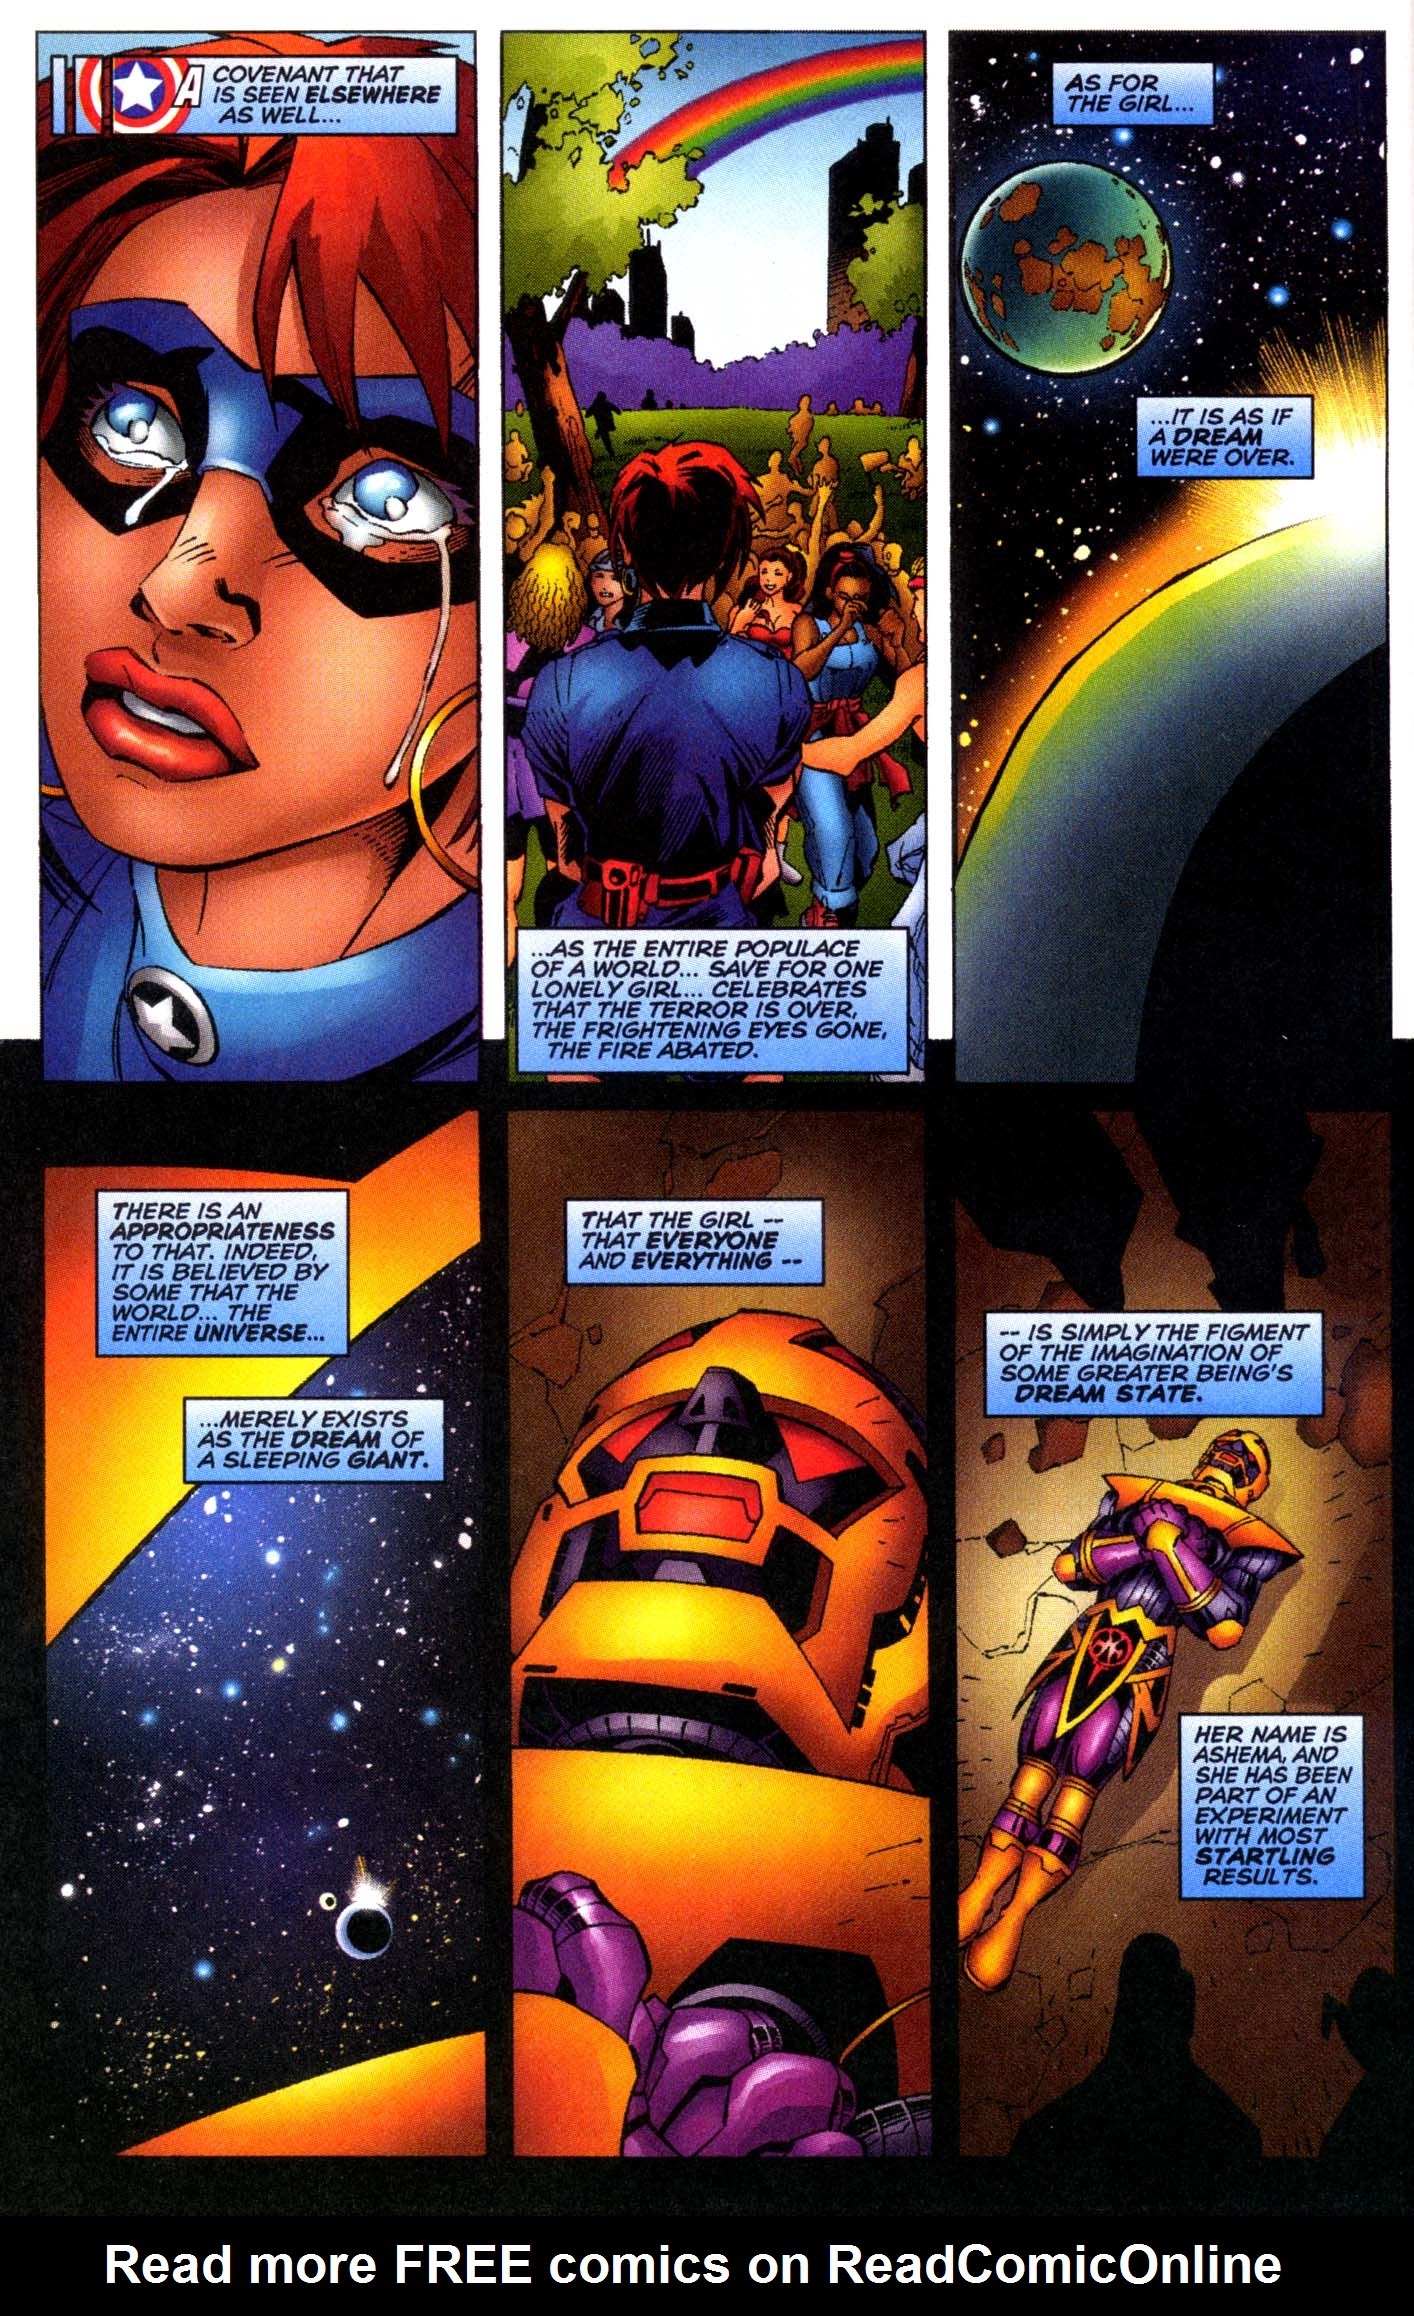 A COVENANT THAT
IS SEEN ELSEWHERE
AS WELL...
...AS THE ENTIRE POPULACE
OF A WORLD... SAVE FOR ONE
LONELY GIRL... CELEBRATES
THAT THE TERROR IS OVER,
THE FRIGHTENING EYES GONE,
THE FIRE ABATED.
AS FOR
THE GIRL...
...IT IS AS IF
A DREAM
WERE OVER.
THERE IS AN
APPROPRIATENESS
TO THAT. INDEED,
IT IS BELIEVED BY
SOME THAT THE
WORLD... THE
ENTIRE UNIVERSE...
...MERELY EXISTS
AS THE DREAM OF
A SLEEPING GIANT.
THAT THE GIRL --
THAT EVERYONE
AND EVERYTHING --
-- IS SIMPLY THE FIGMENT
OF THE IMAGINATION OF
SOME GREATER BEING'S
DREAM STATE.
HER NAME IS
ASHEMA, AND
SHE HAS BEEN
PART OF AN
EXPERIMENT
WITH MOST
STARTLING
RESULTS.
Read more FREE comics on ReadComicOnline